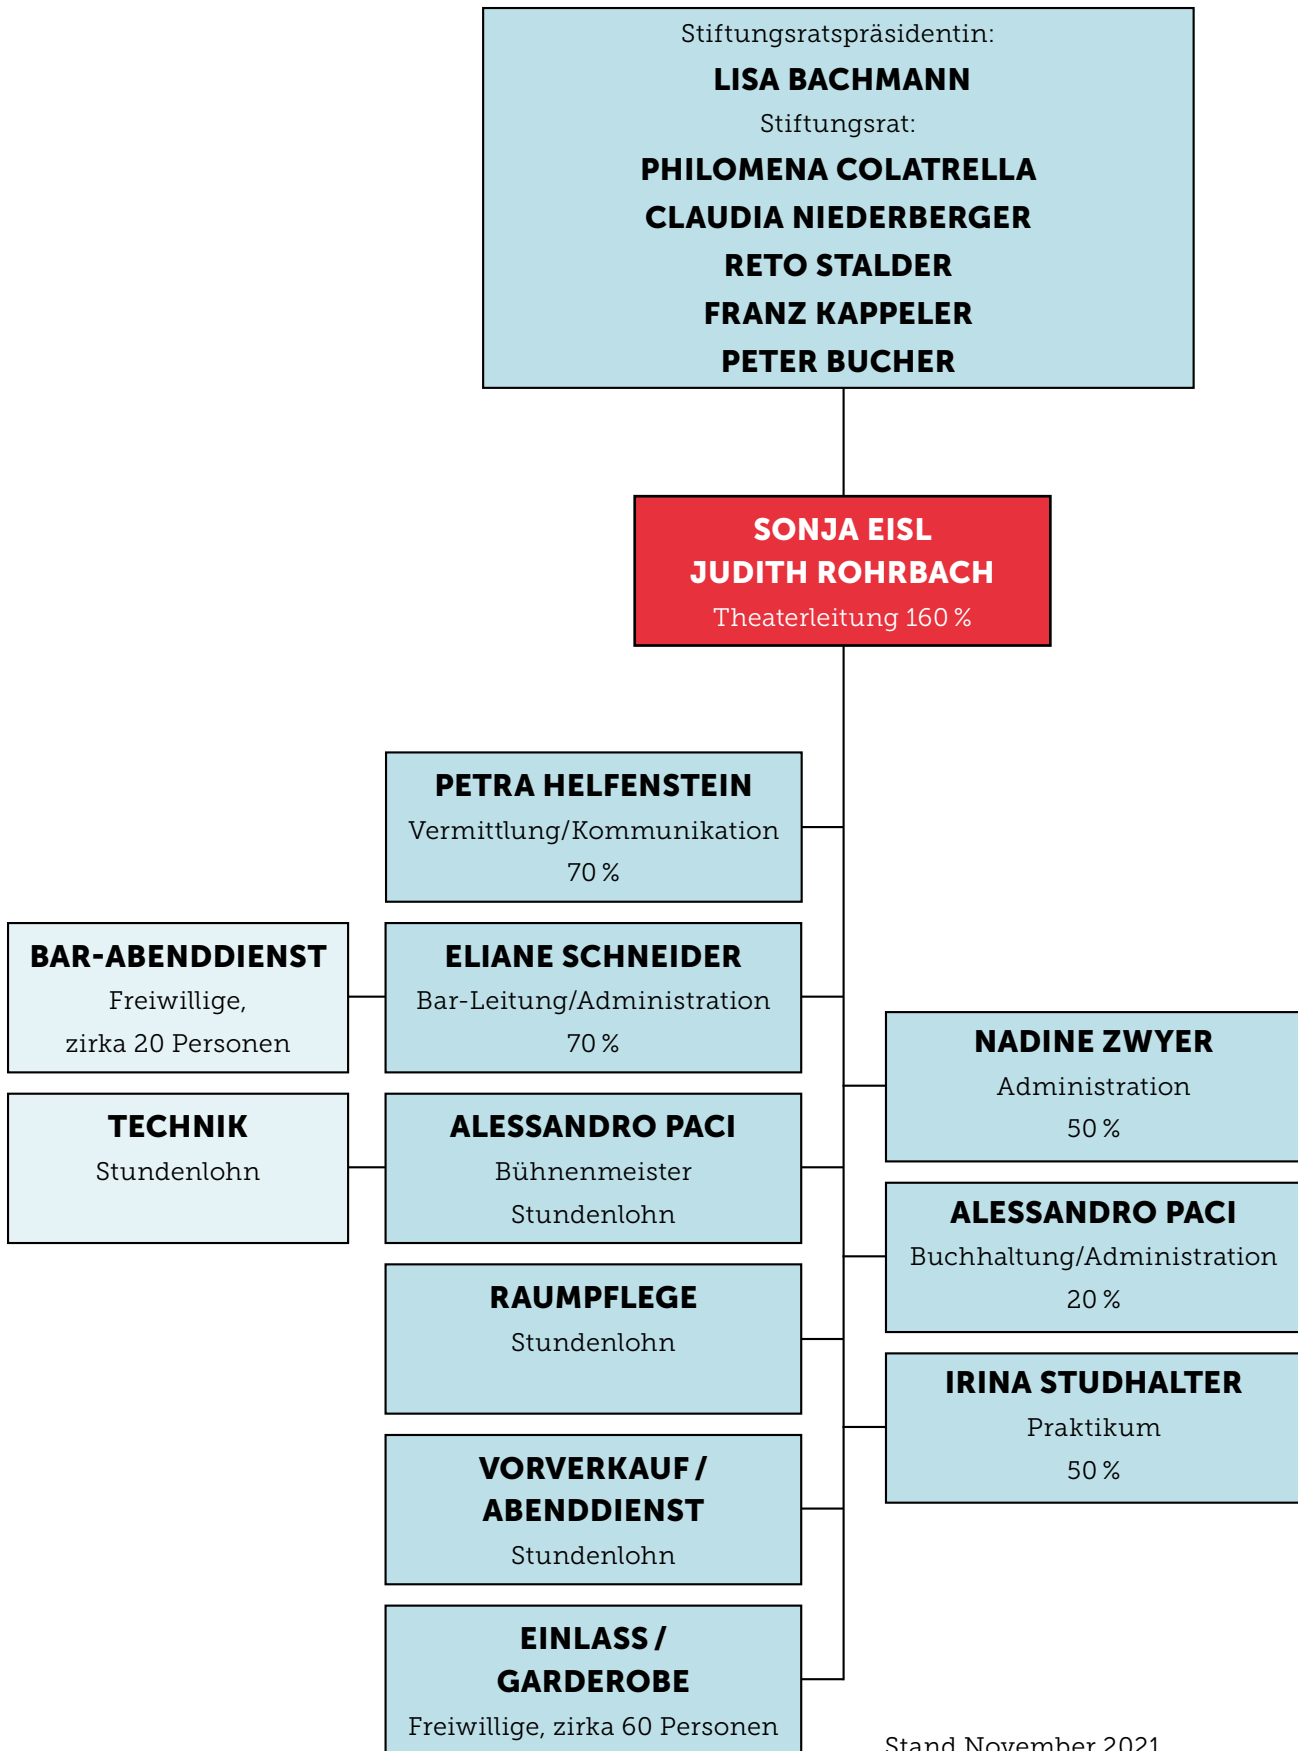 Stiftungsratspräsidentin:
LISA BACHMANN
Stiftungsrat:
PHILOMENA COLATRELLA
CLAUDIA NIEDERBERGER
RETO STALDER
FRANZ KAPPELER
PETER BUCHER
SONJA EISL
JUDITH ROHRBACH
Theaterleitung 160 %
PETRA HELFENSTEIN
Vermittlung/Kommunikation
70 %
BAR-ABENDDIENST
Freiwillige,
zirka 20 Personen
ELIANE SCHNEIDER
Bar-Leitung/Administration
70 %
NADINE ZWYER
Administration
50 %
TECHNIK
Stundenlohn
ALESSANDRO PACI
Bühnenmeister
Stundenlohn
ALESSANDRO PACI
Buchhaltung/Administration
20 %
RAUMPFLEGE
Stundenlohn
IRINA STUDHALTER
Praktikum
50 %
VORVERKAUF /
ABENDDIENST
Stundenlohn
EINLASS /
GARDEROBE
Freiwillige, zirka 60 Personen
Stand November 2021